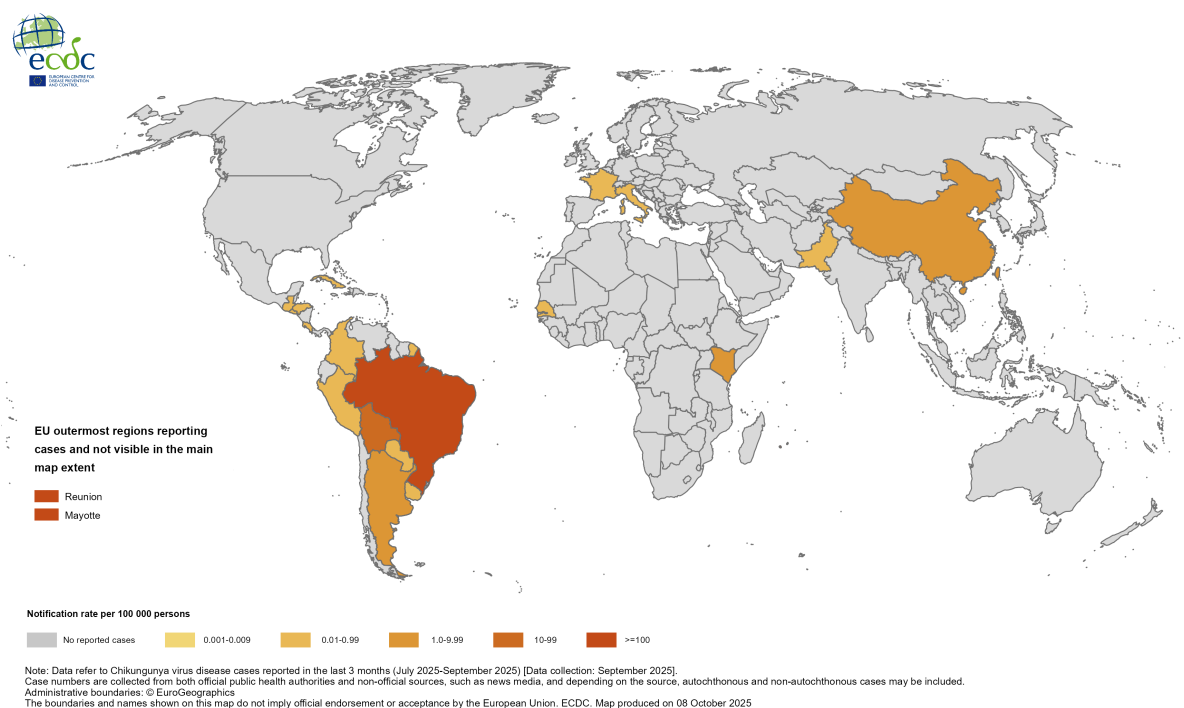 ecdc
EUROPEAN CENTRE FOR
DISEASE PREVENTION
AND CONTROL
EU outermost regions reporting
cases and not visible in the main
map extent
Reunion
Mayotte
Notification rate per 100 000 persons
No reported cases
0.001-0.009
0.01-0.99
1.0-9.99
10-99
>=100
Note: Data refer to Chikungunya virus disease cases reported in the last 3 months (July 2025-September 2025) [Data collection: September 2025].
Case numbers are collected from both official public health authorities and non-official sources, such as news media, and depending on the source, autochthonous and non-autochthonous cases may be included.
Administrative boundaries: © EuroGeographics
The boundaries and names shown on this map do not imply official endorsement or acceptance by the European Union. ECDC. Map produced on 08 October 2025